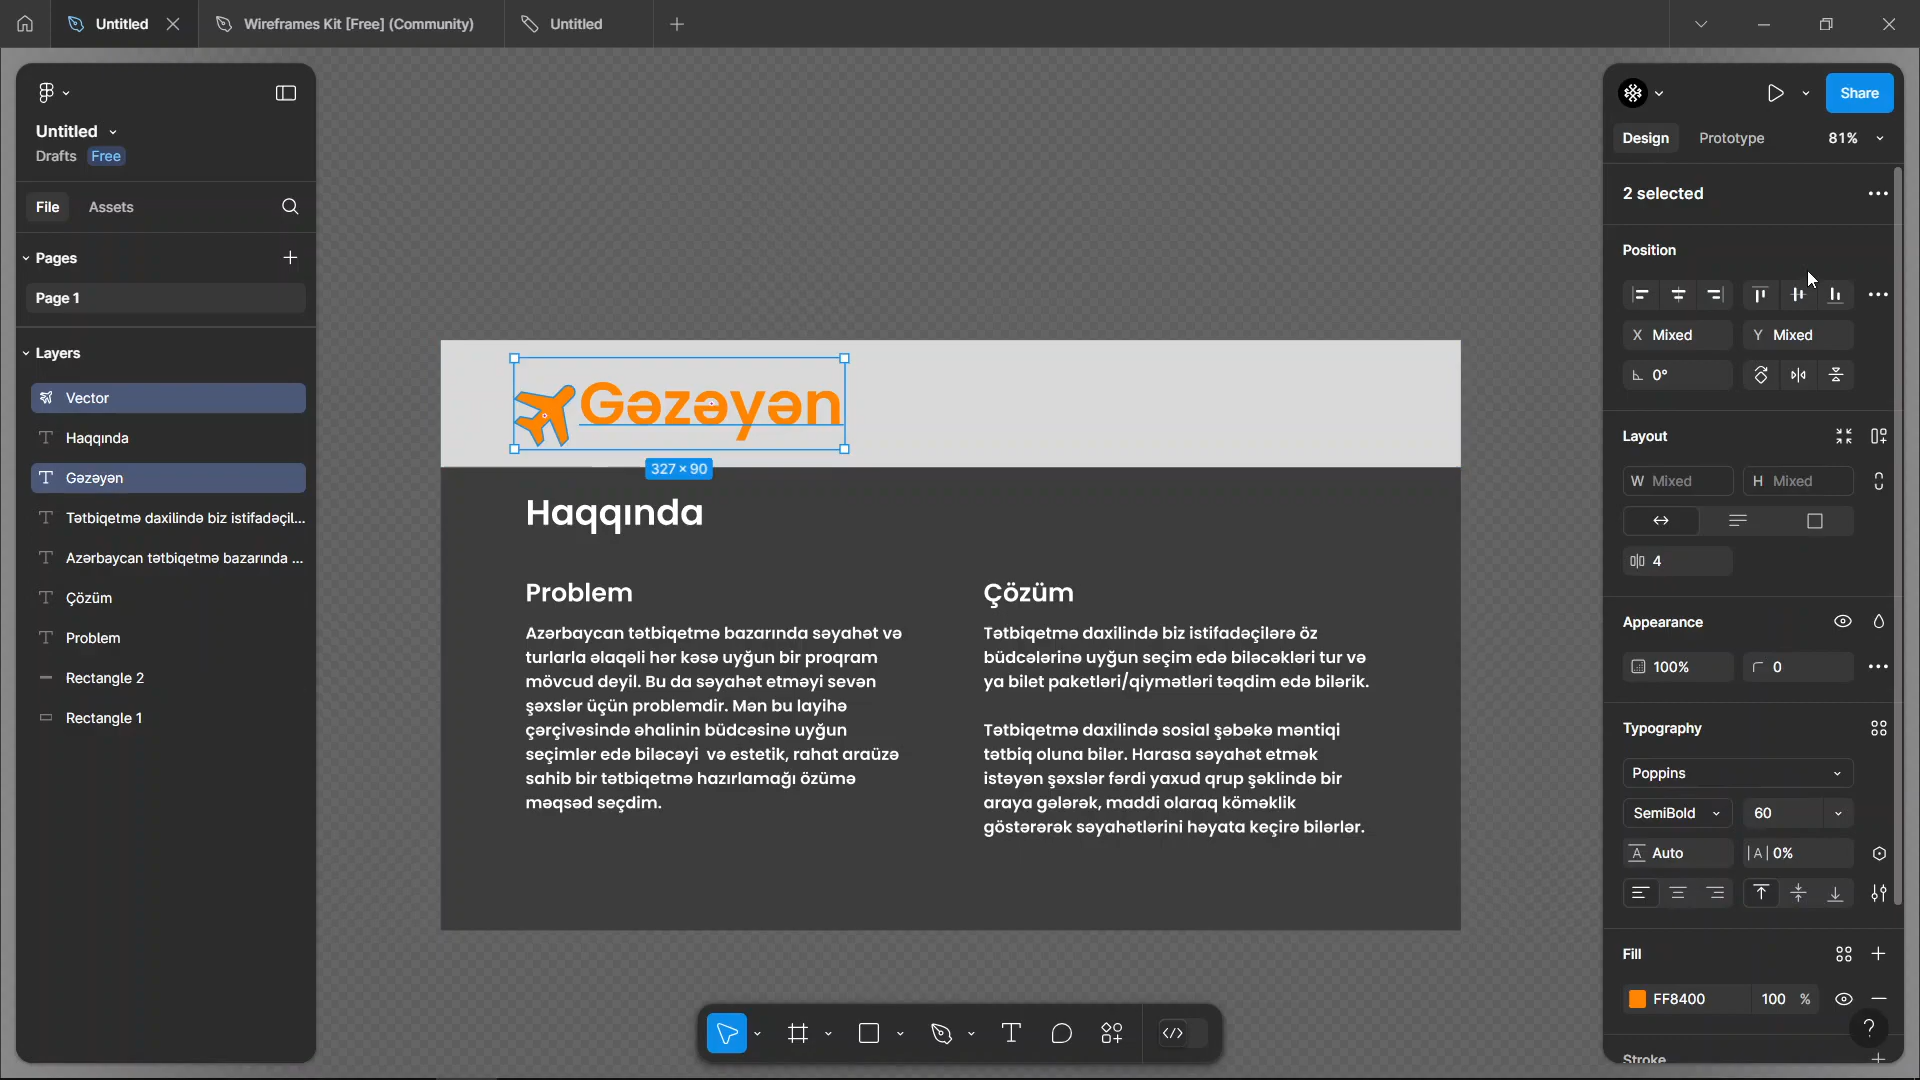 Untitled
Wireframes Kit [Free] (Community)
Untitled
Untitled
Drafts Free
File Assets
Pages
Page 1
Layers
Vector
Haqqında
Gəzəyən
Tətbiqetmə daxilində biz istifadəçil...
Azərbaycan tətbiqetmə bazarında ...
Çözüm
Problem
Rectangle 2
Rectangle 1
Gəzəyən
327 × 90
Haqqında
Problem
Azərbaycan tətbiqetmə bazarında səyahət və
turlarla əlaqəli hər kəsə uyğun bir proqram
mövcud deyil. Bu da səyahət etməyi sevən
şəxslər üçün problemdir. Mən bu layihə
çərçivəsində əhalinin büdcəsinə uyğun
seçimlər edə biləcəyi  və estetik, rahat araüzə
sahib bir tətbiqetmə hazırlamağı özümə
məqsəd seçdim.
Çözüm
Tətbiqetmə daxilində biz istifadəçilərə öz
büdcələrinə uyğun seçim edə biləcəkləri tur və
ya bilet paketləri/qiymətləri təqdim edə bilərik.
Tətbiqetmə daxilində sosial şəbəkə məntiqi
tətbiq oluna bilər. Harasa səyahət etmək
istəyən şəxslər fərdi yaxud qrup şəklində bir
araya gələrək, maddi olaraq köməklik
göstərərək səyahətlərini həyata keçirə bilərlər.
Share
Design Prototype 81%
2 selected
Position
X Mixed Y Mixed
0°
Layout
W Mixed H Mixed
4
Appearance
100% 0
Typography
Poppins
SemiBold 60
Auto 0%
Fill
FF8400 100 %
?
Stroke